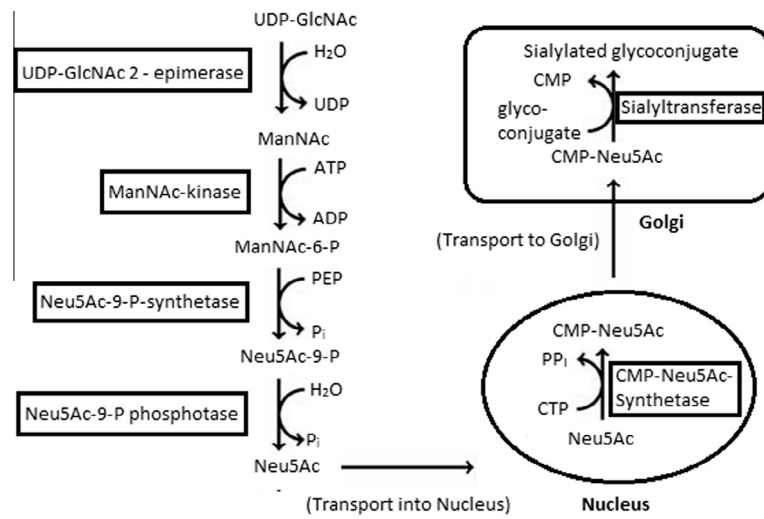 UDP-GlcNAc
H₂O
UDP-GlcNAc 2 - epimerase
UDP
ManNAc
ATP
ManNAc-kinase
ADP
ManNAc-6-P
PEP
Neu5Ac-9-P-synthetase
Pᵢ
Neu5Ac-9-P
H₂O
Neu5Ac-9-P phosphotase
Pᵢ
Neu5Ac
(Transport into Nucleus)
Neu5Ac
CTP
CMP-Neu5Ac-
Synthetase
PPᵢ
CMP-Neu5Ac
Nucleus
(Transport to Golgi)
Golgi
CMP-Neu5Ac
glyco-
conjugate
Sialyltransferase
CMP
Sialylated glycoconjugate